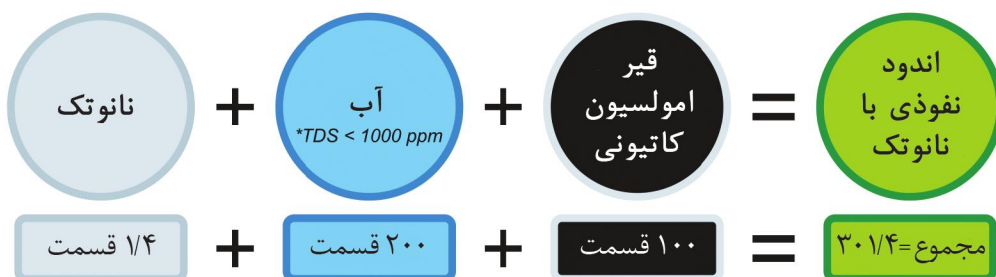 نانوتک
+
آب
*TDS < 1000 ppm
+
قیر
امولسیون
کاتیونی
=
اندود
نفوذی با
نانوتک
۱/۴ قسمت
+
۲۰۰ قسمت
+
۱۰۰ قسمت
=
مجموع=۳۰۱/۴